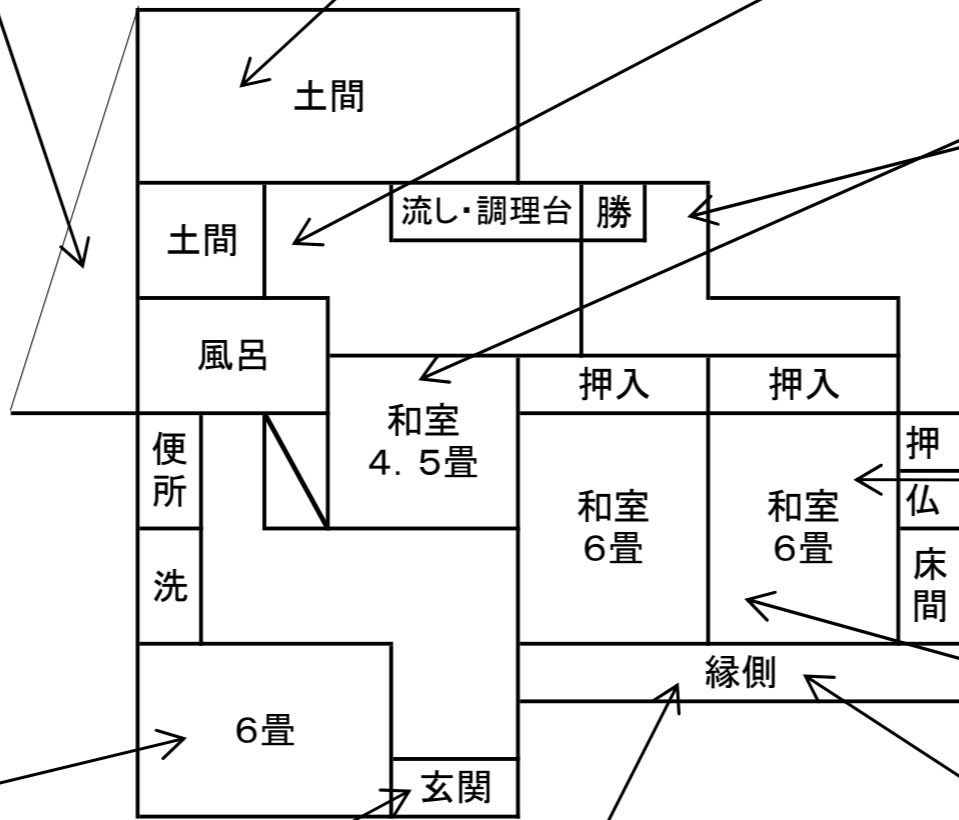 土間
流し・調理台
勝
土間
風呂
押入
押入
和室
4．5畳
便
所
押
仏
和室
6畳
和室
6畳
床
間
洗
縁側
6畳
玄関